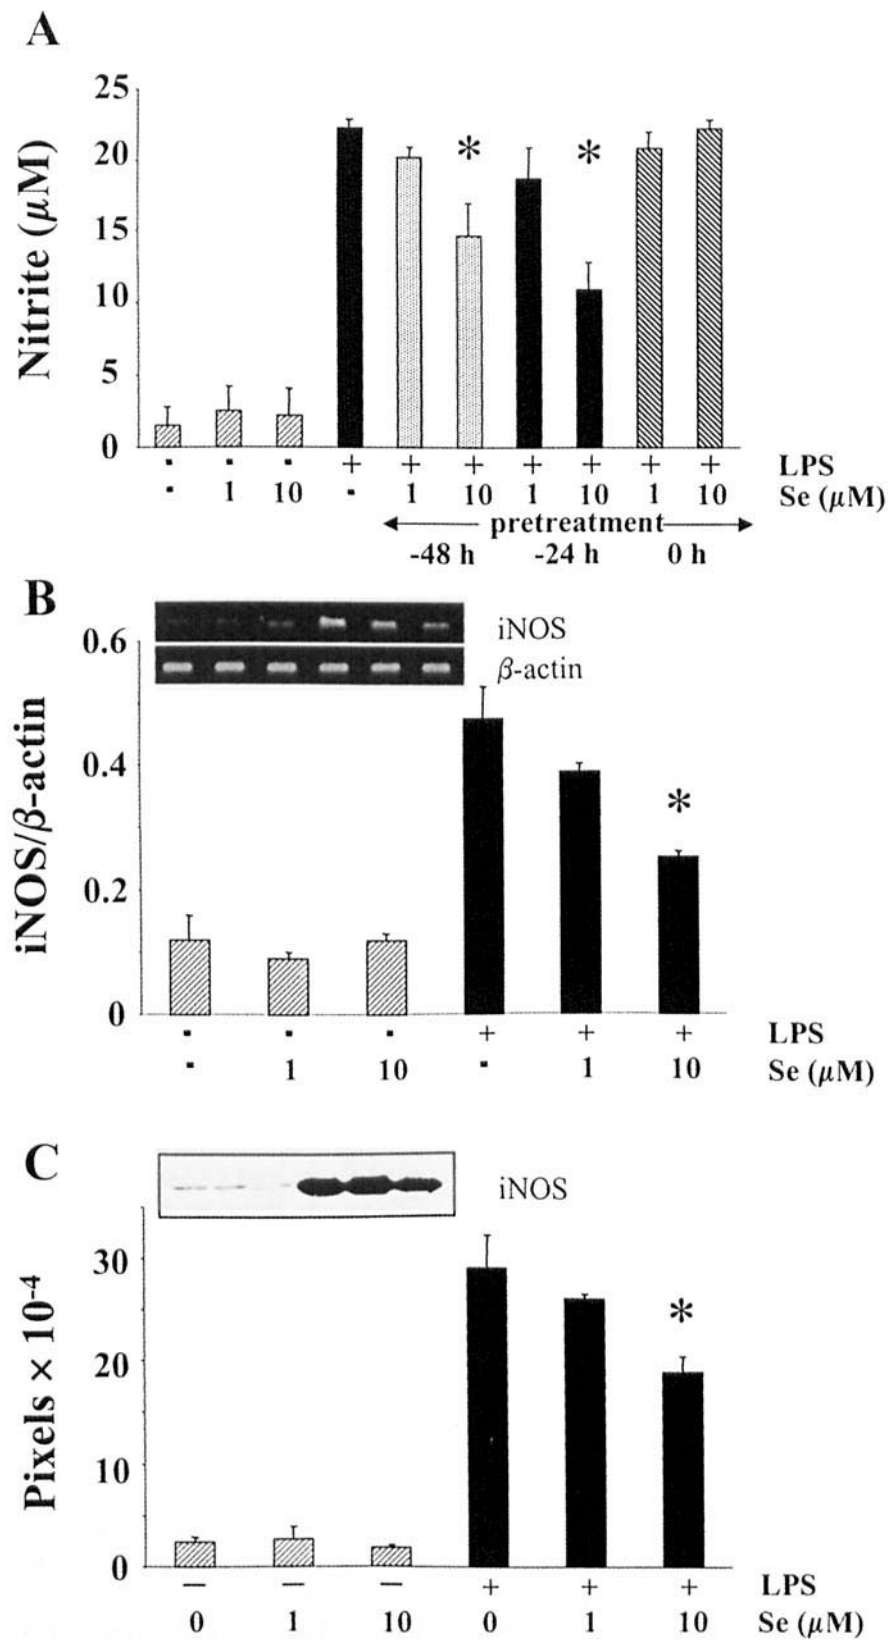 A
Nitrite (μM)
25
20
15
10
5
0
* *
- - - + + + + + + + LPS
- 1 10 - 1 10 1 10 1 10 Se (μM)
pretreatment
-48 h -24 h 0 h
B
iNOS/β-actin
0.6
0.4
0.2
0
iNOS
β-actin
*
- - - + + + LPS
- 1 10 - 1 10 Se (μM)
C
Pixels × 10-4
30
20
10
0
iNOS
*
— — — + + + LPS
0 1 10 0 1 10 Se (μM)